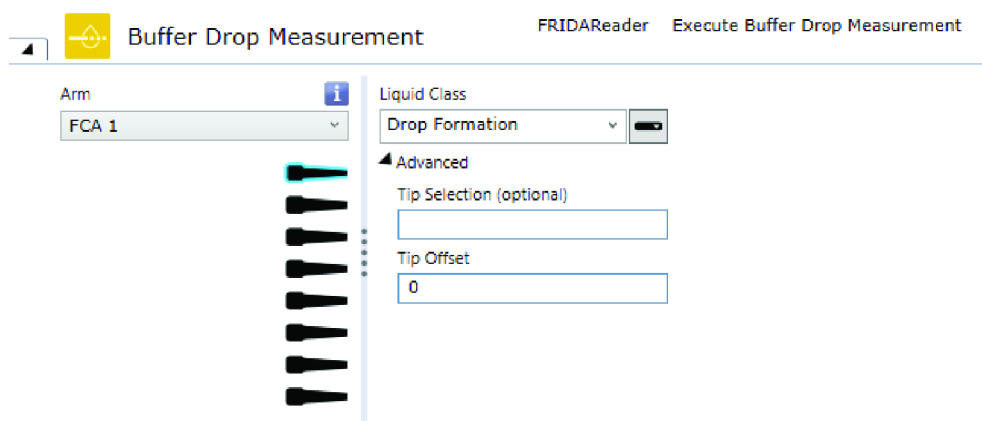 Buffer Drop Measurement
FRIDAReader Execute Buffer Drop Measurement
Arm
i
FCA 1
Liquid Class
Drop Formation
Advanced
Tip Selection (optional)
Tip Offset
0